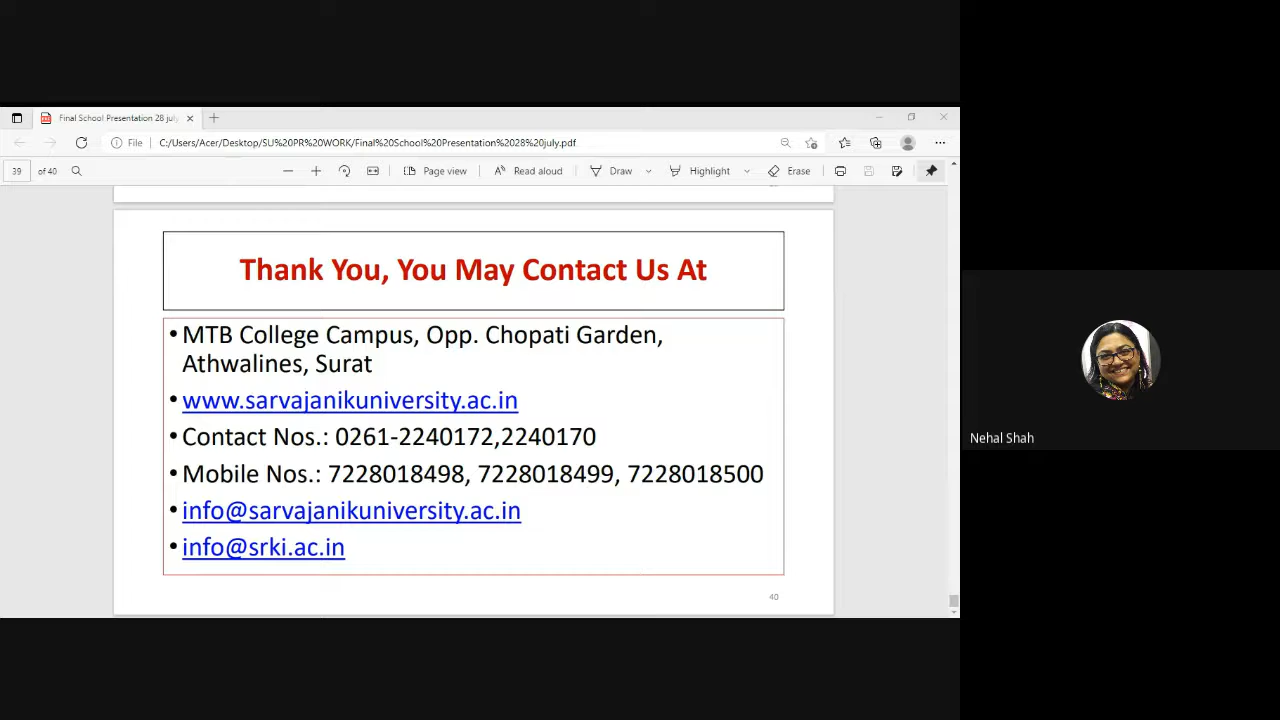 Final School Presentation 28 july
File
C:/Users/Acer/Desktop/SU%20PR%20WORK/Final%20School%20Presentation%2028%20july.pdf
39 of 40
Page view
Read aloud
Draw
Highlight
Erase
Thank You, You May Contact Us At
• MTB College Campus, Opp. Chopati Garden,
Athwalines, Surat
• www.sarvajanikuniversity.ac.in
• Contact Nos.: 0261-2240172,2240170
• Mobile Nos.: 7228018498, 7228018499, 7228018500
• info@sarvajanikuniversity.ac.in
• info@srki.ac.in
40
Nehal Shah